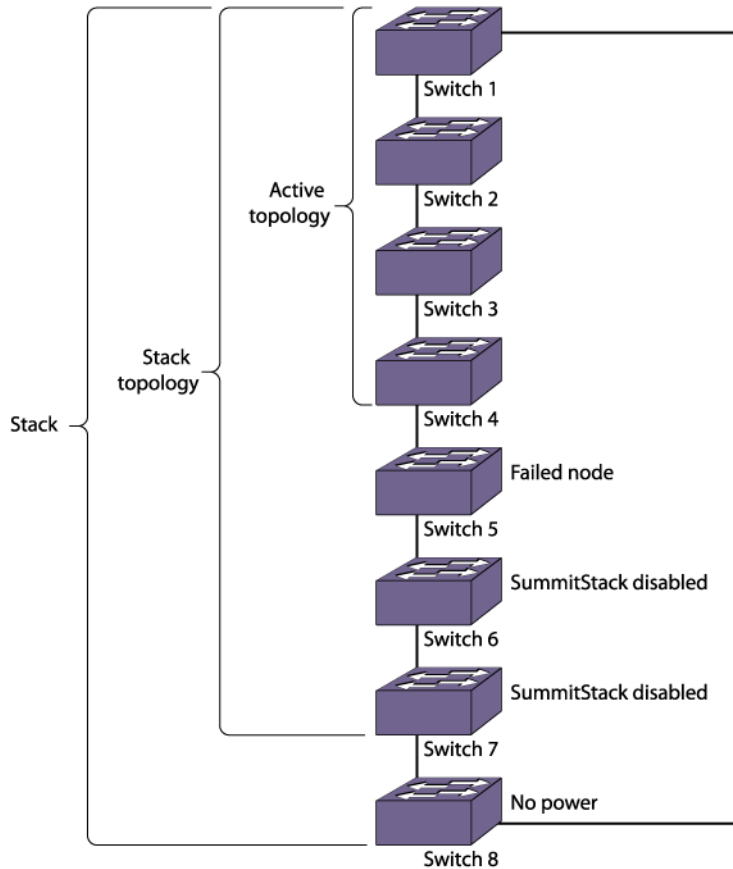 Switch 1
Switch 2
Active
topology
Switch 3
Stack
topology
Switch 4
Stack
Failed node
Switch 5
SummitStack disabled
Switch 6
SummitStack disabled
Switch 7
No power
Switch 8